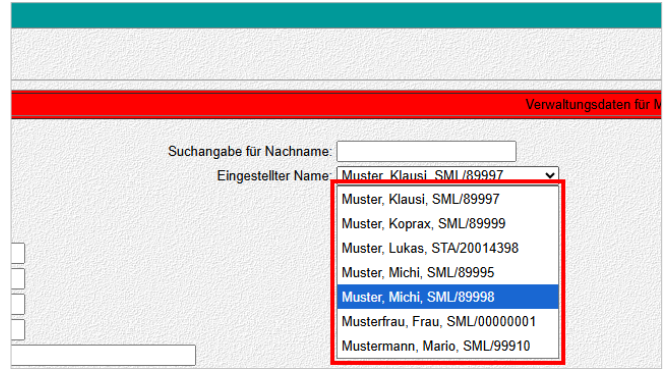 Verwaltungsdaten für M
Suchangabe für Nachname:
Eingestellter Name: Muster, Klausi, SML/89997
Muster, Klausi, SML/89997
Muster, Koprax, SML/89999
Muster, Lukas, STA/20014398
Muster, Michi, SML/89995
Muster, Michi, SML/89998
Musterfrau, Frau, SML/00000001
Mustermann, Mario, SML/99910